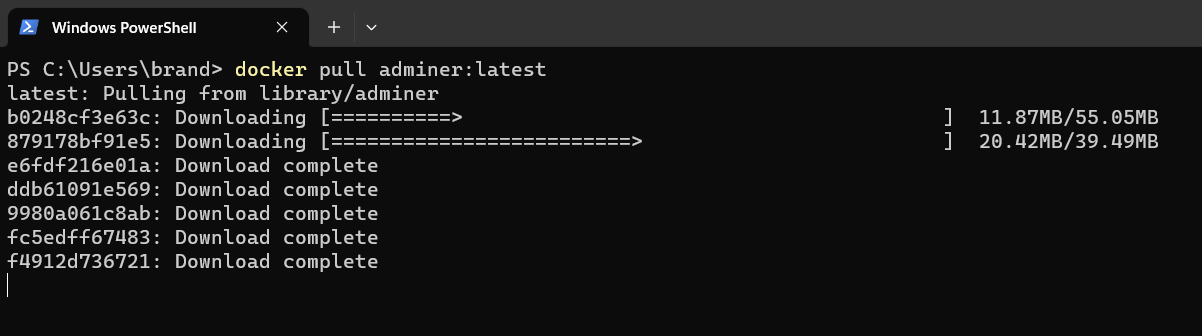 Windows PowerShell
PS C:\Users\brand> docker pull adminer:latest
latest: Pulling from library/adminer
b0248cf3e63c: Downloading [==========>                                        ]  11.87MB/55.05MB
879178bf91e5: Downloading [=========================>                         ]  20.42MB/39.49MB
e6fdf216e01a: Download complete
ddb61091e569: Download complete
9980a061c8ab: Download complete
fc5edff67483: Download complete
f4912d736721: Download complete